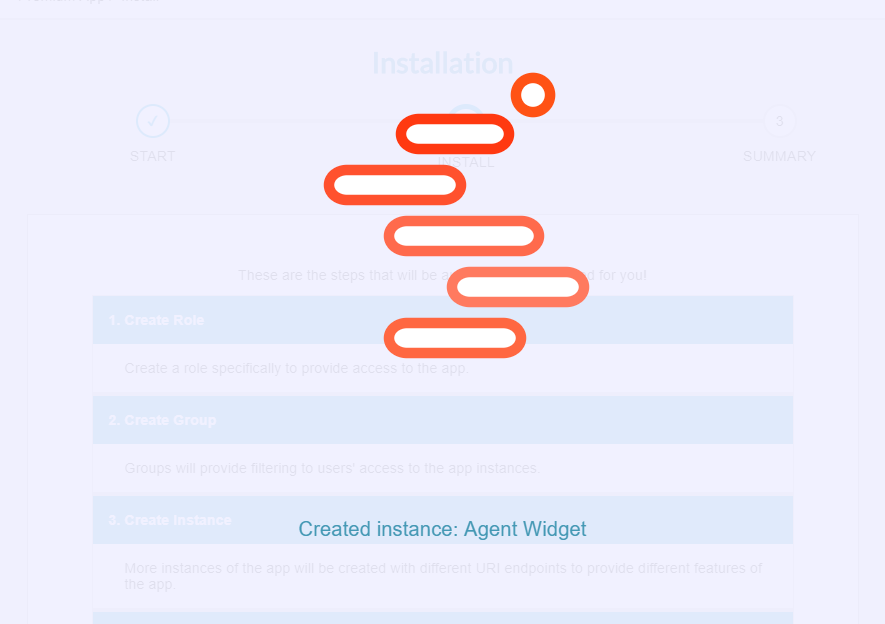 Installation
✓
3
START
INSTALL
SUMMARY
These are the steps that will be
d for you!
1. Create Role
Create a role specifically to provide access to the app.
2. Create Group
Groups will provide filtering to users' access to the app instances.
3. Create Instance
Created instance: Agent Widget
More instances of the app will be created with different URI endpoints to provide different features of
the app.